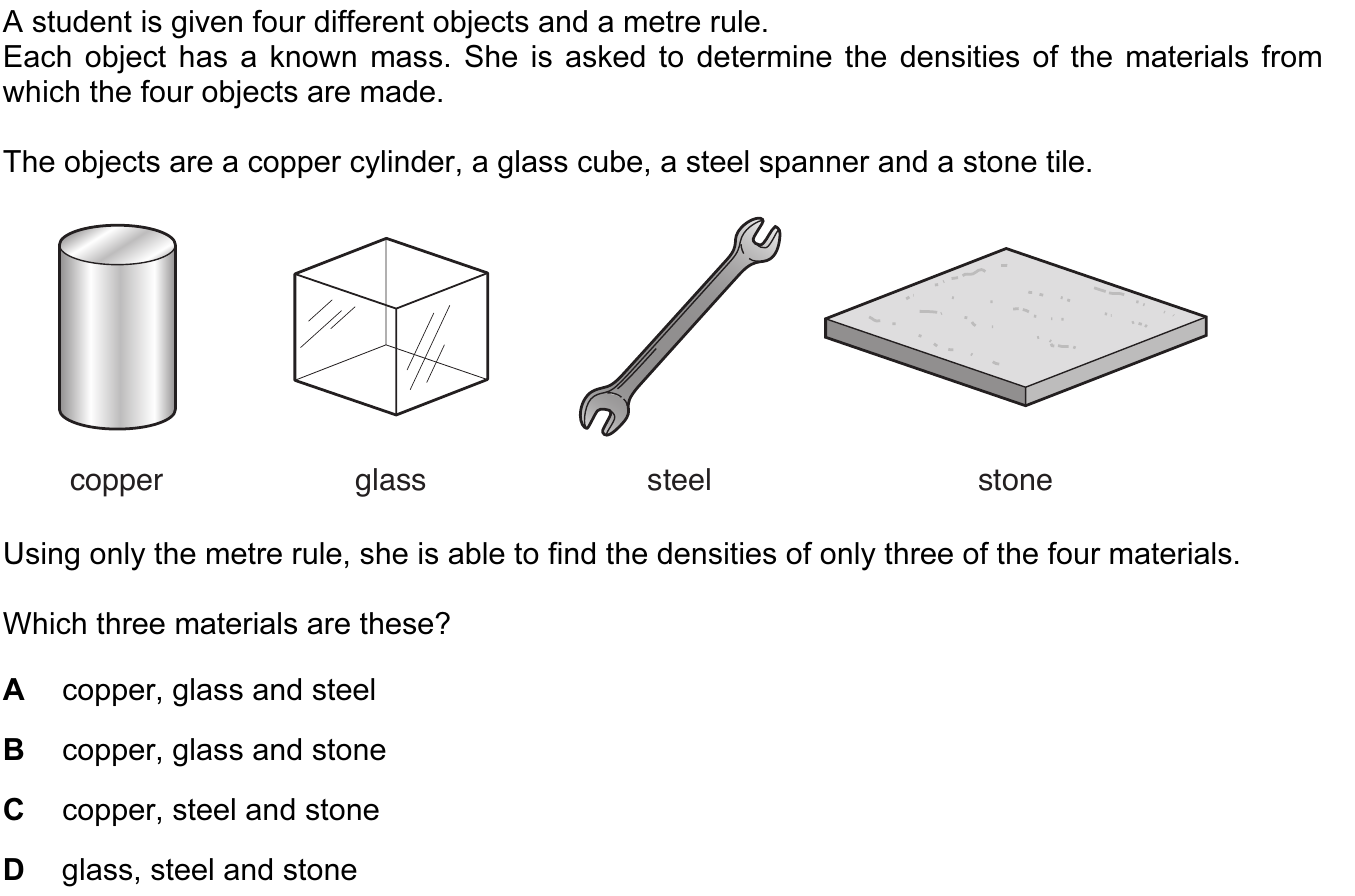 A student is given four different objects and a metre rule.
Each object has a known mass. She is asked to determine the densities of the materials from
which the four objects are made.
The objects are a copper cylinder, a glass cube, a steel spanner and a stone tile.
copper glass steel stone
Using only the metre rule, she is able to find the densities of only three of the four materials.
Which three materials are these?
A copper, glass and steel
B copper, glass and stone
C copper, steel and stone
D glass, steel and stone